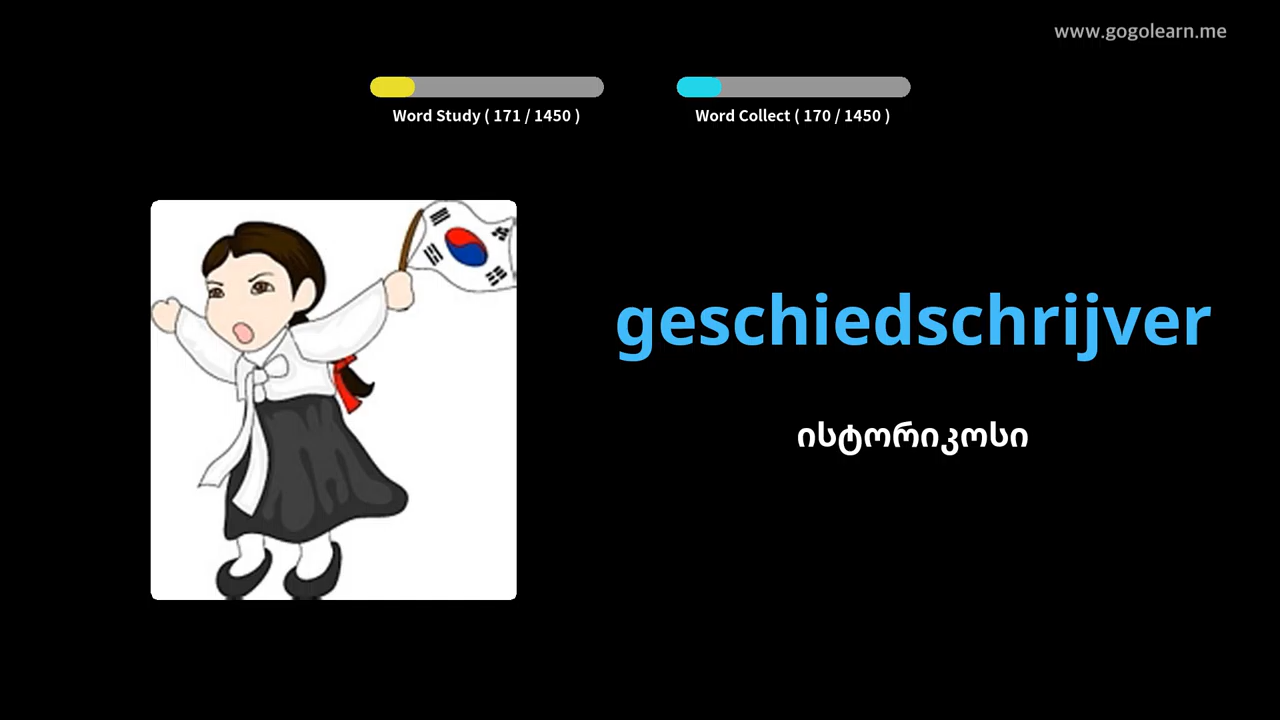 www.gogolearn.me
Word Study ( 171 / 1450 )
Word Collect ( 170 / 1450 )
geschiedschrijver
ისტორიკოსი